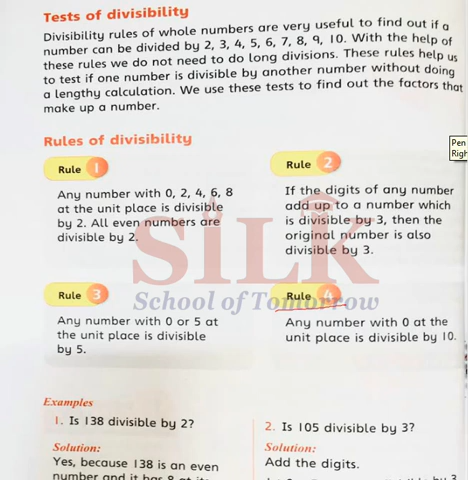 Tests of divisibility
Divisibility rules of whole numbers are very useful to find out if a
number can be divided by 2, 3, 4, 5, 6, 7, 8, 9, 10. With the help of
these rules we do not need to do long divisions. These rules help us
to test if one number is divisible by another number without doing
a lengthy calculation. We use these tests to find out the factors that
make up a number.
Pen
Righ
Rules of divisibility
Rule 1
Any number with 0, 2, 4, 6, 8
at the unit place is divisible
by 2. All even numbers are
divisible by 2.
Rule 2
If the digits of any number
add up to a number which
is divisible by 3, then the
original number is also
divisible by 3.
SILK
School of Tomorrow
Rule 3
Any number with 0 or 5 at
the unit place is divisible
by 5.
Rule 4
Any number with 0 at the
unit place is divisible by 10.
Examples
1. Is 138 divisible by 2?
Solution:
Yes, because 138 is an even
number and it has 8 at its
2. Is 105 divisible by 3?
Solution:
Add the digits.